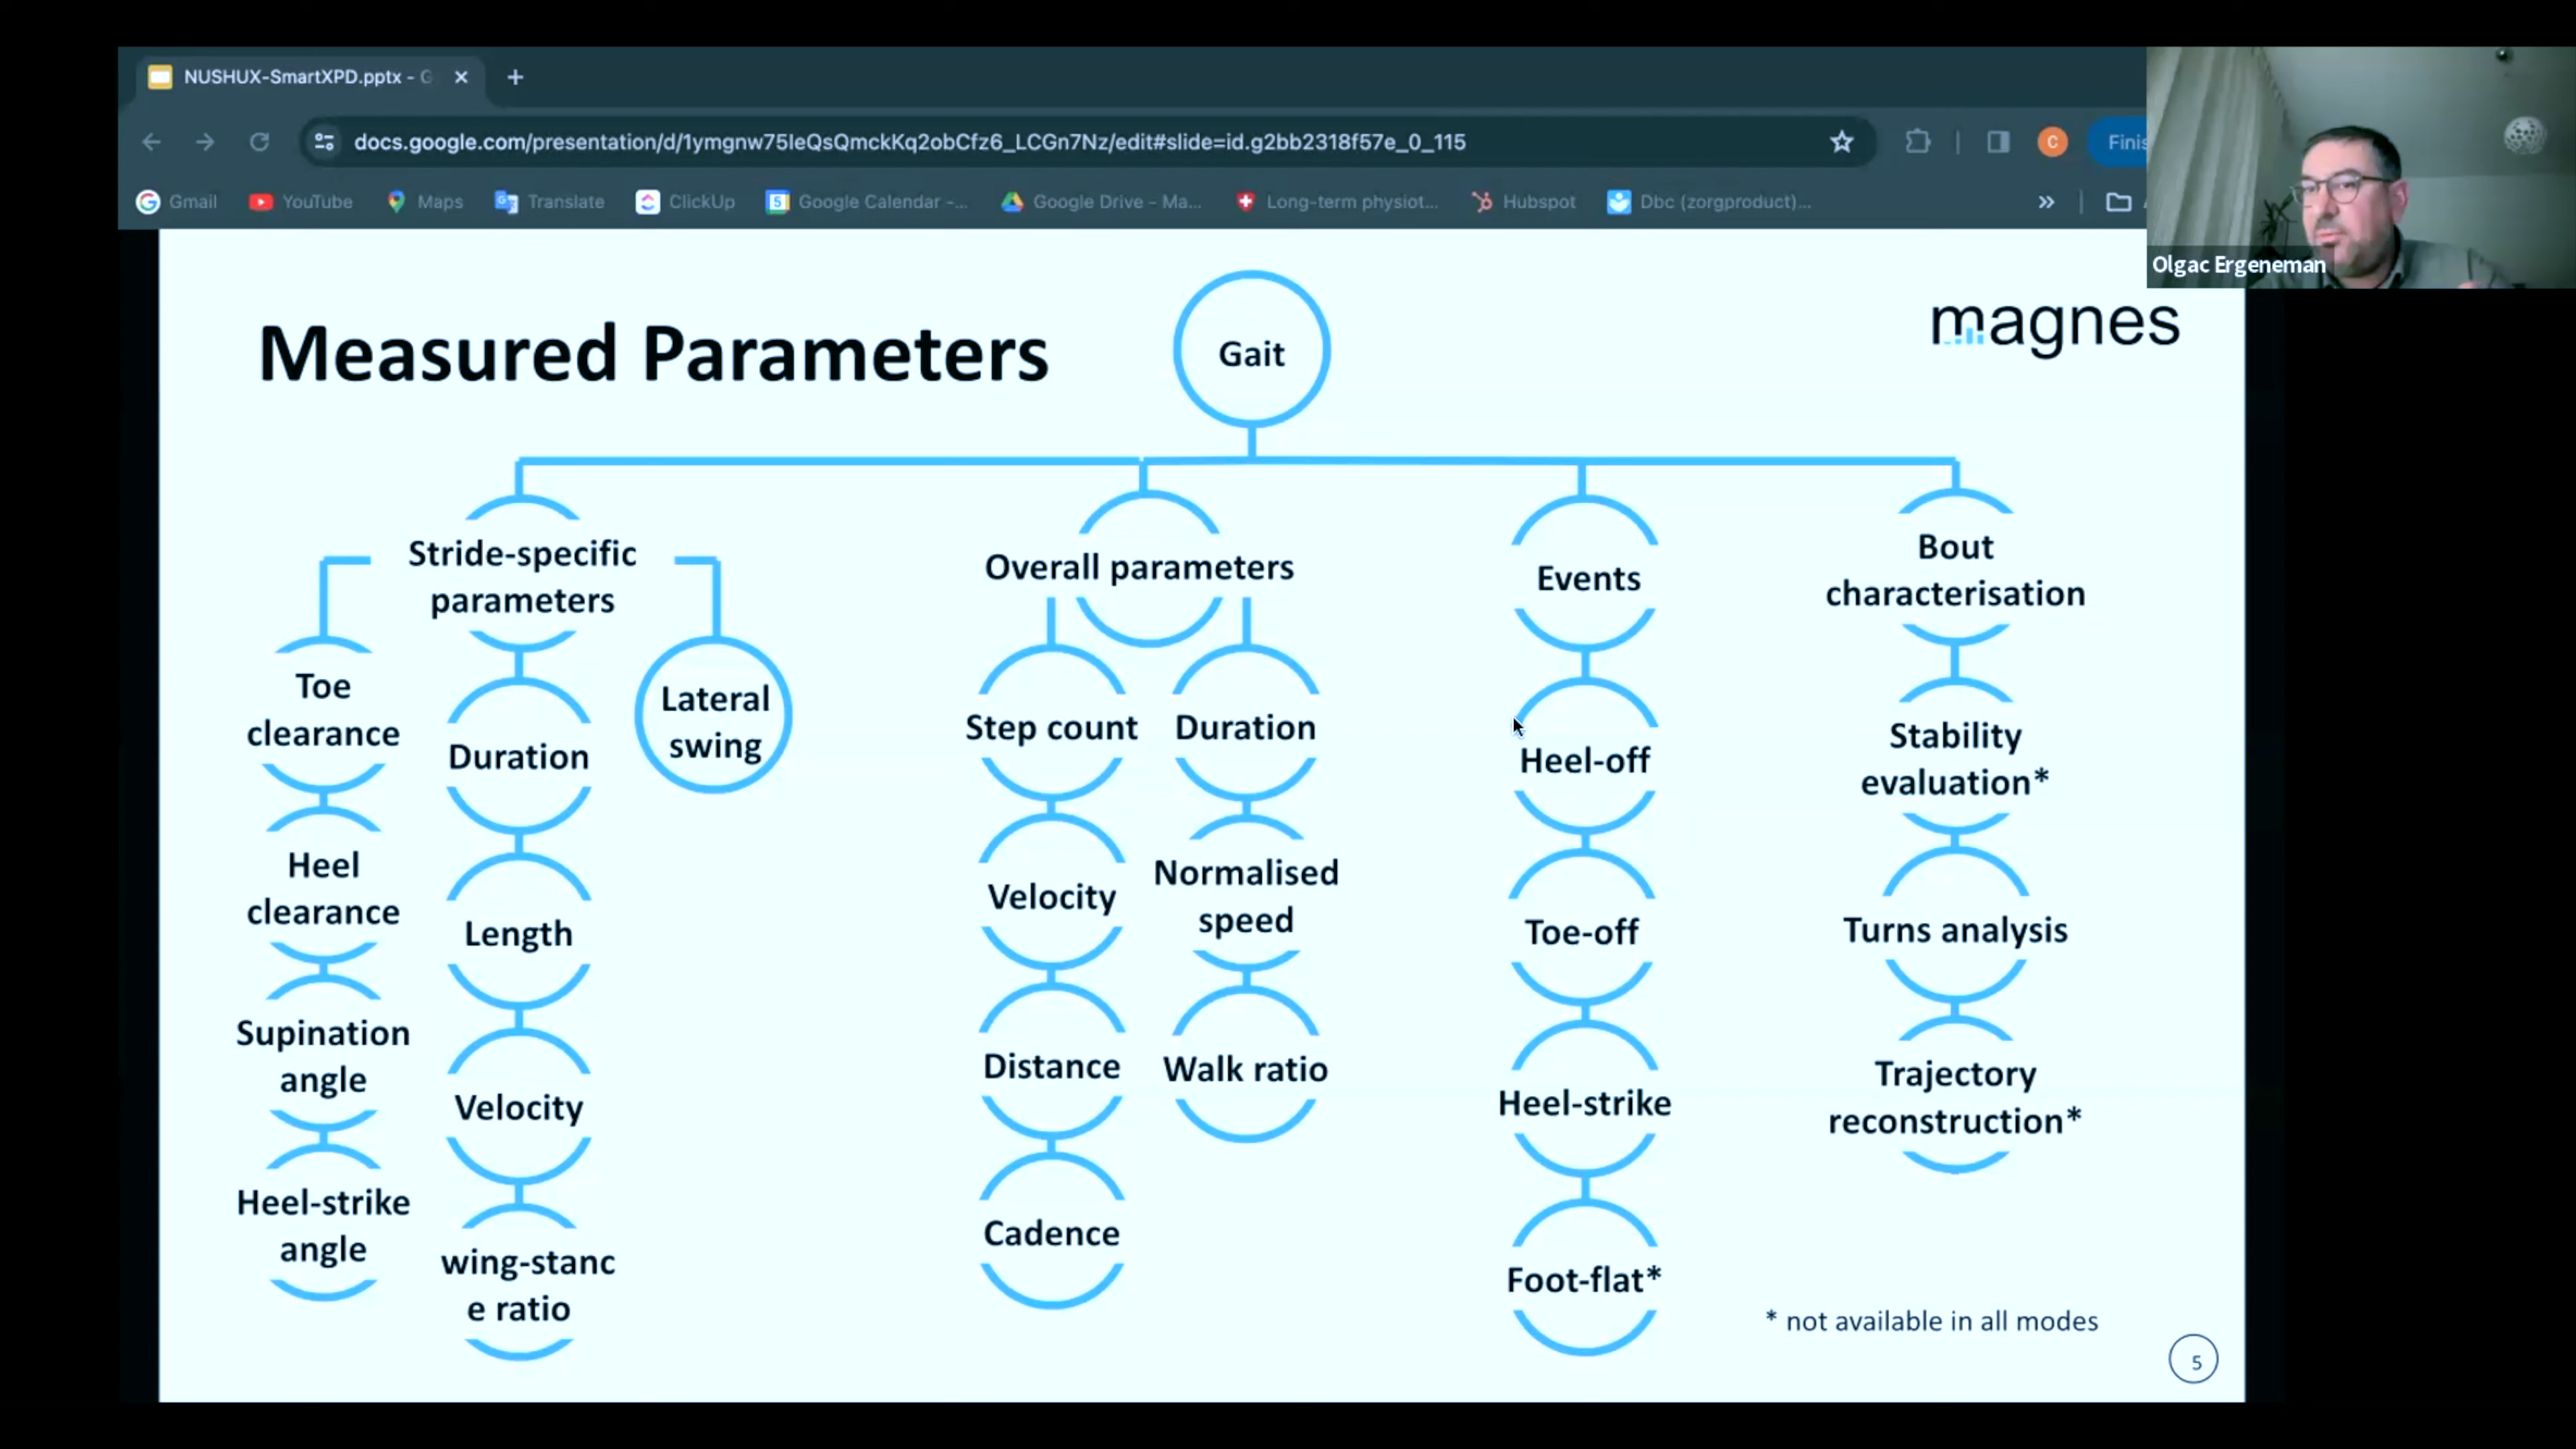 NUSHUX-SmartXPD.pptx - G
docs.google.com/presentation/d/1ymgnw75IeQsQmckKq2obCfz6_LCGn7Nz/edit#slide=id.g2bb2318f57e_0_115
C
Finis
Gmail
YouTube
Maps
Translate
ClickUp
5
Google Calendar -...
Google Drive - Ma...
Long-term physiot...
Hubspot
Dbc (zorgproduct)...
Olgac Ergeneman
Measured Parameters
Gait
magnes
Stride-specific
parameters
Toe
clearance
Heel
clearance
Supination
angle
Heel-strike
angle
Duration
Length
Velocity
wing-stanc
e ratio
Lateral
swing
Overall parameters
Step count
Velocity
Distance
Cadence
Duration
Normalised
speed
Walk ratio
Events
Heel-off
Toe-off
Heel-strike
Foot-flat*
Bout
characterisation
Stability
evaluation*
Turns analysis
Trajectory
reconstruction*
* not available in all modes
5